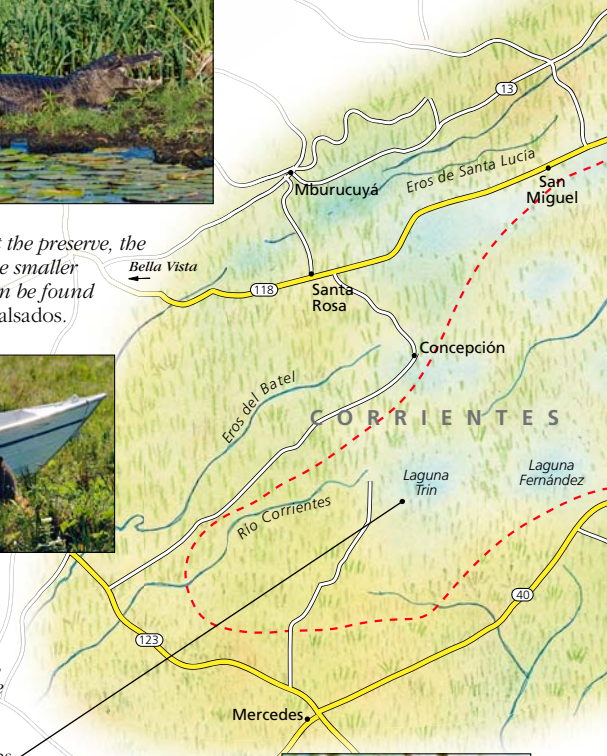 13
Mburucuyá
Eros de Santa Lucía
San
Miguel
t the preserve, the
e smaller
n be found
alsados.
Bella Vista
118
Santa
Rosa
Concepción
Eros del Batel
CORRIENTES
Laguna
Trin
Laguna
Fernández
Río Corrientes
40
123
Mercedes